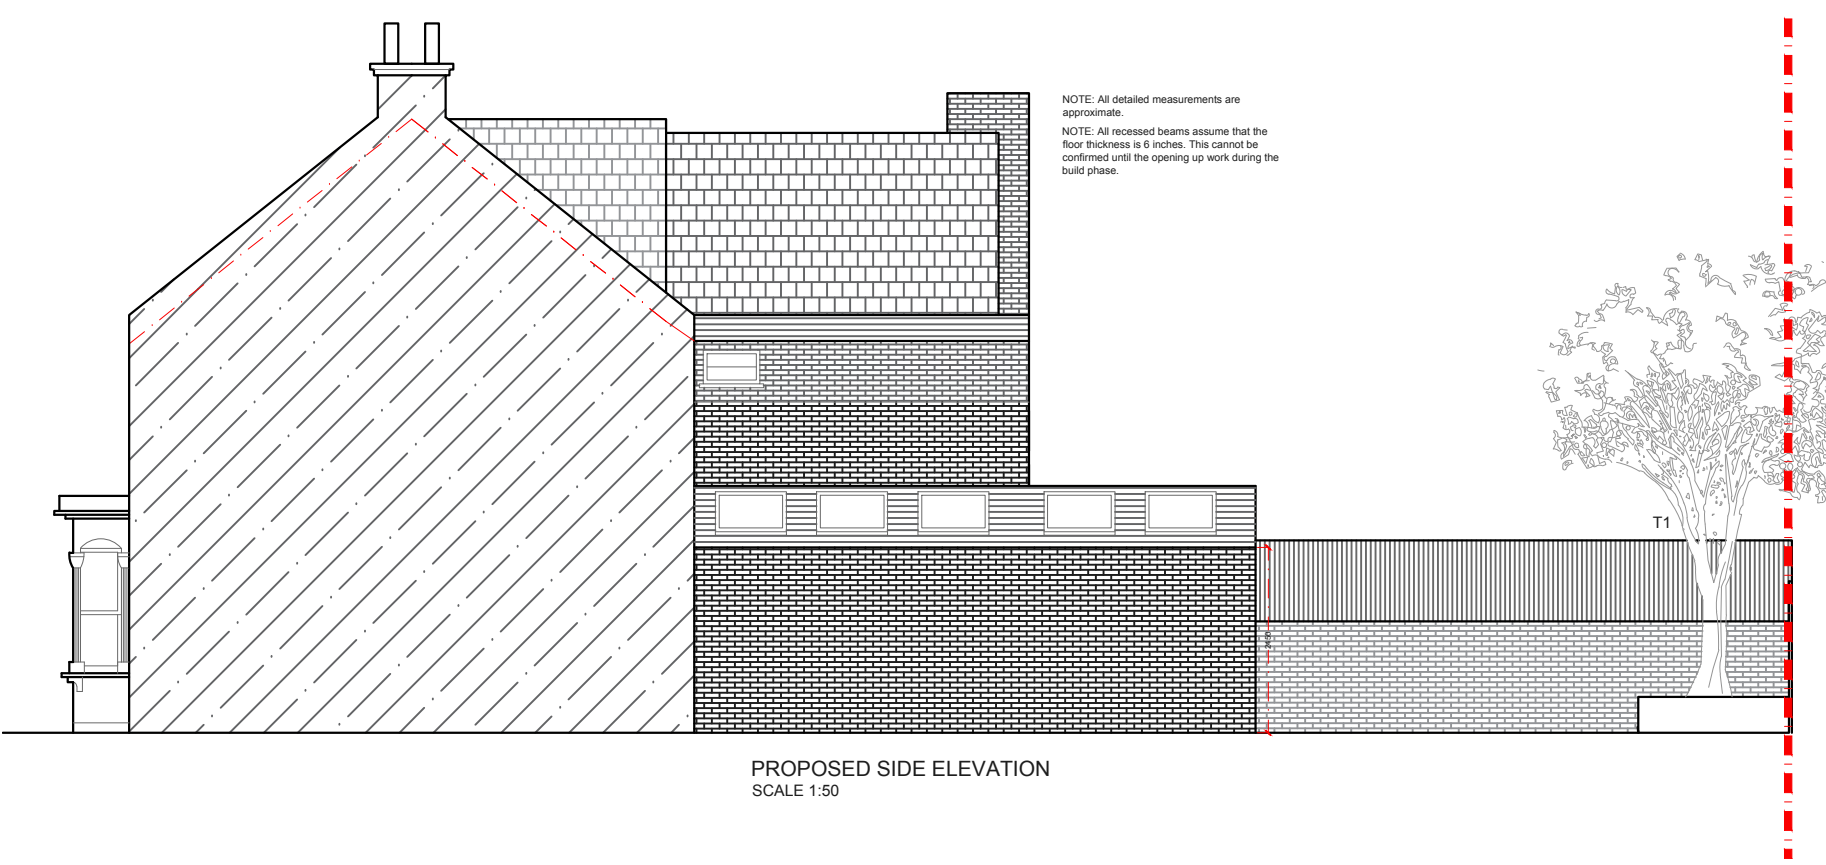 NOTE: All detailed measurements are
approximate.
NOTE: All recessed beams assume that the
floor thickness is 6 inches. This cannot be
confirmed until the opening up work during the
build phase.
T1
2450
PROPOSED SIDE ELEVATION
SCALE 1:50